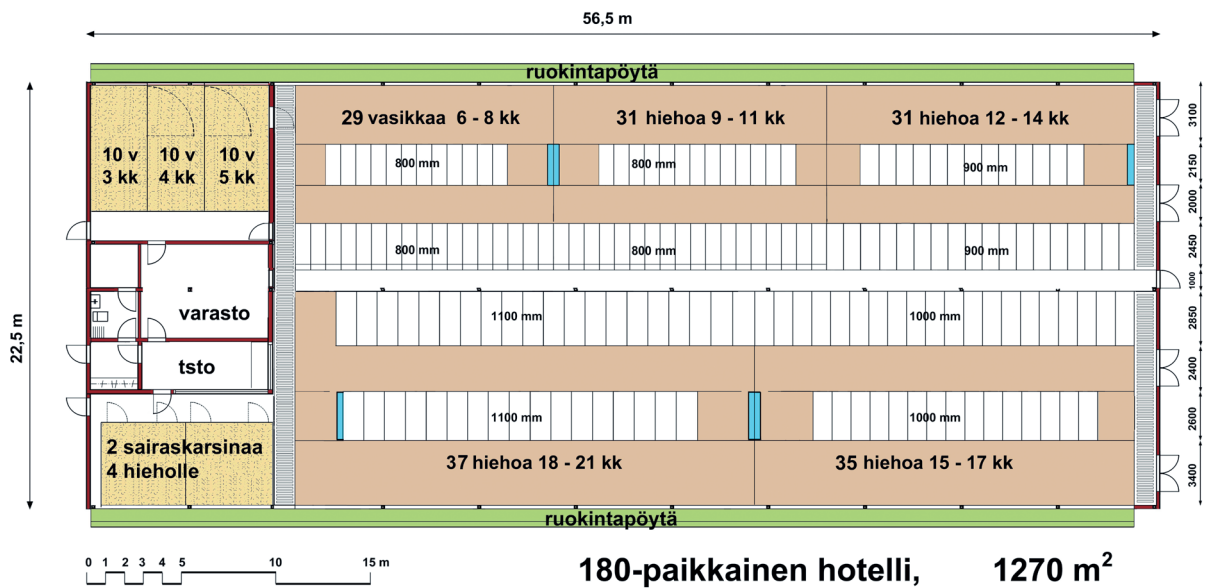 56,5 m
ruokintapöytä
29 vasikkaa 6 - 8 kk
31 hiehoa 9 - 11 kk
31 hiehoa 12 - 14 kk
3100
10 v
3 kk
10 v
4 kk
10 v
5 kk
800 mm
800 mm
900 mm
2150
2000
800 mm
800 mm
900 mm
2450
1000
22,5 m
varasto
1100 mm
1000 mm
2850
tsto
2400
1100 mm
1000 mm
2600
2 sairaskarsinaa
4 hieholle
37 hiehoa 18 - 21 kk
35 hiehoa 15 - 17 kk
3400
ruokintapöytä
0 1 2 3 4 5 10 15 m
180-paikkainen hotelli, 1270 m²